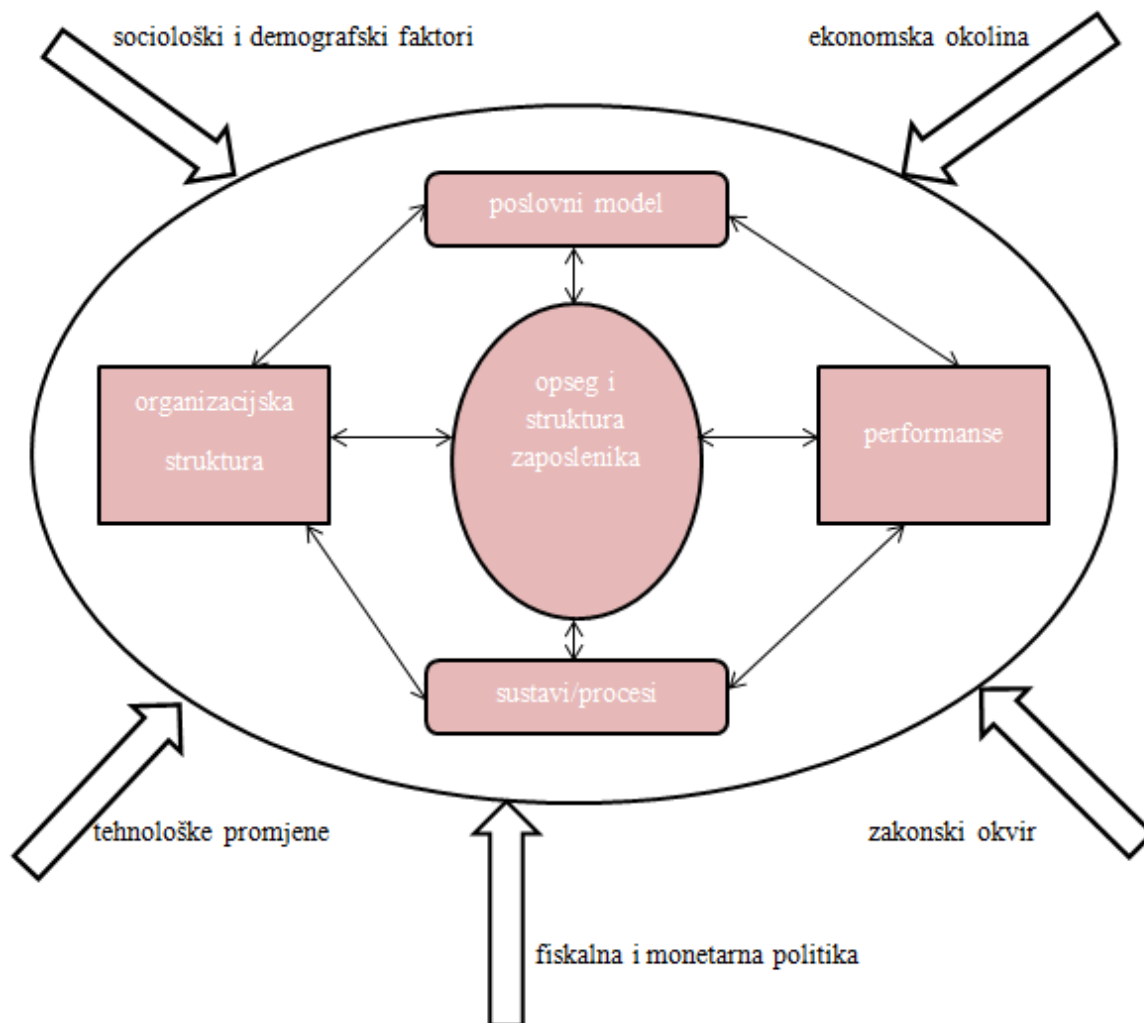 sociološki i demografski faktori
ekonomska okolina
poslovni model
organizacijska
struktura
opseg i
struktura
zaposlenika
performanse
sustavi/procesi
tehnološke promjene
zakonski okvir
fiskalna i monetarna politika